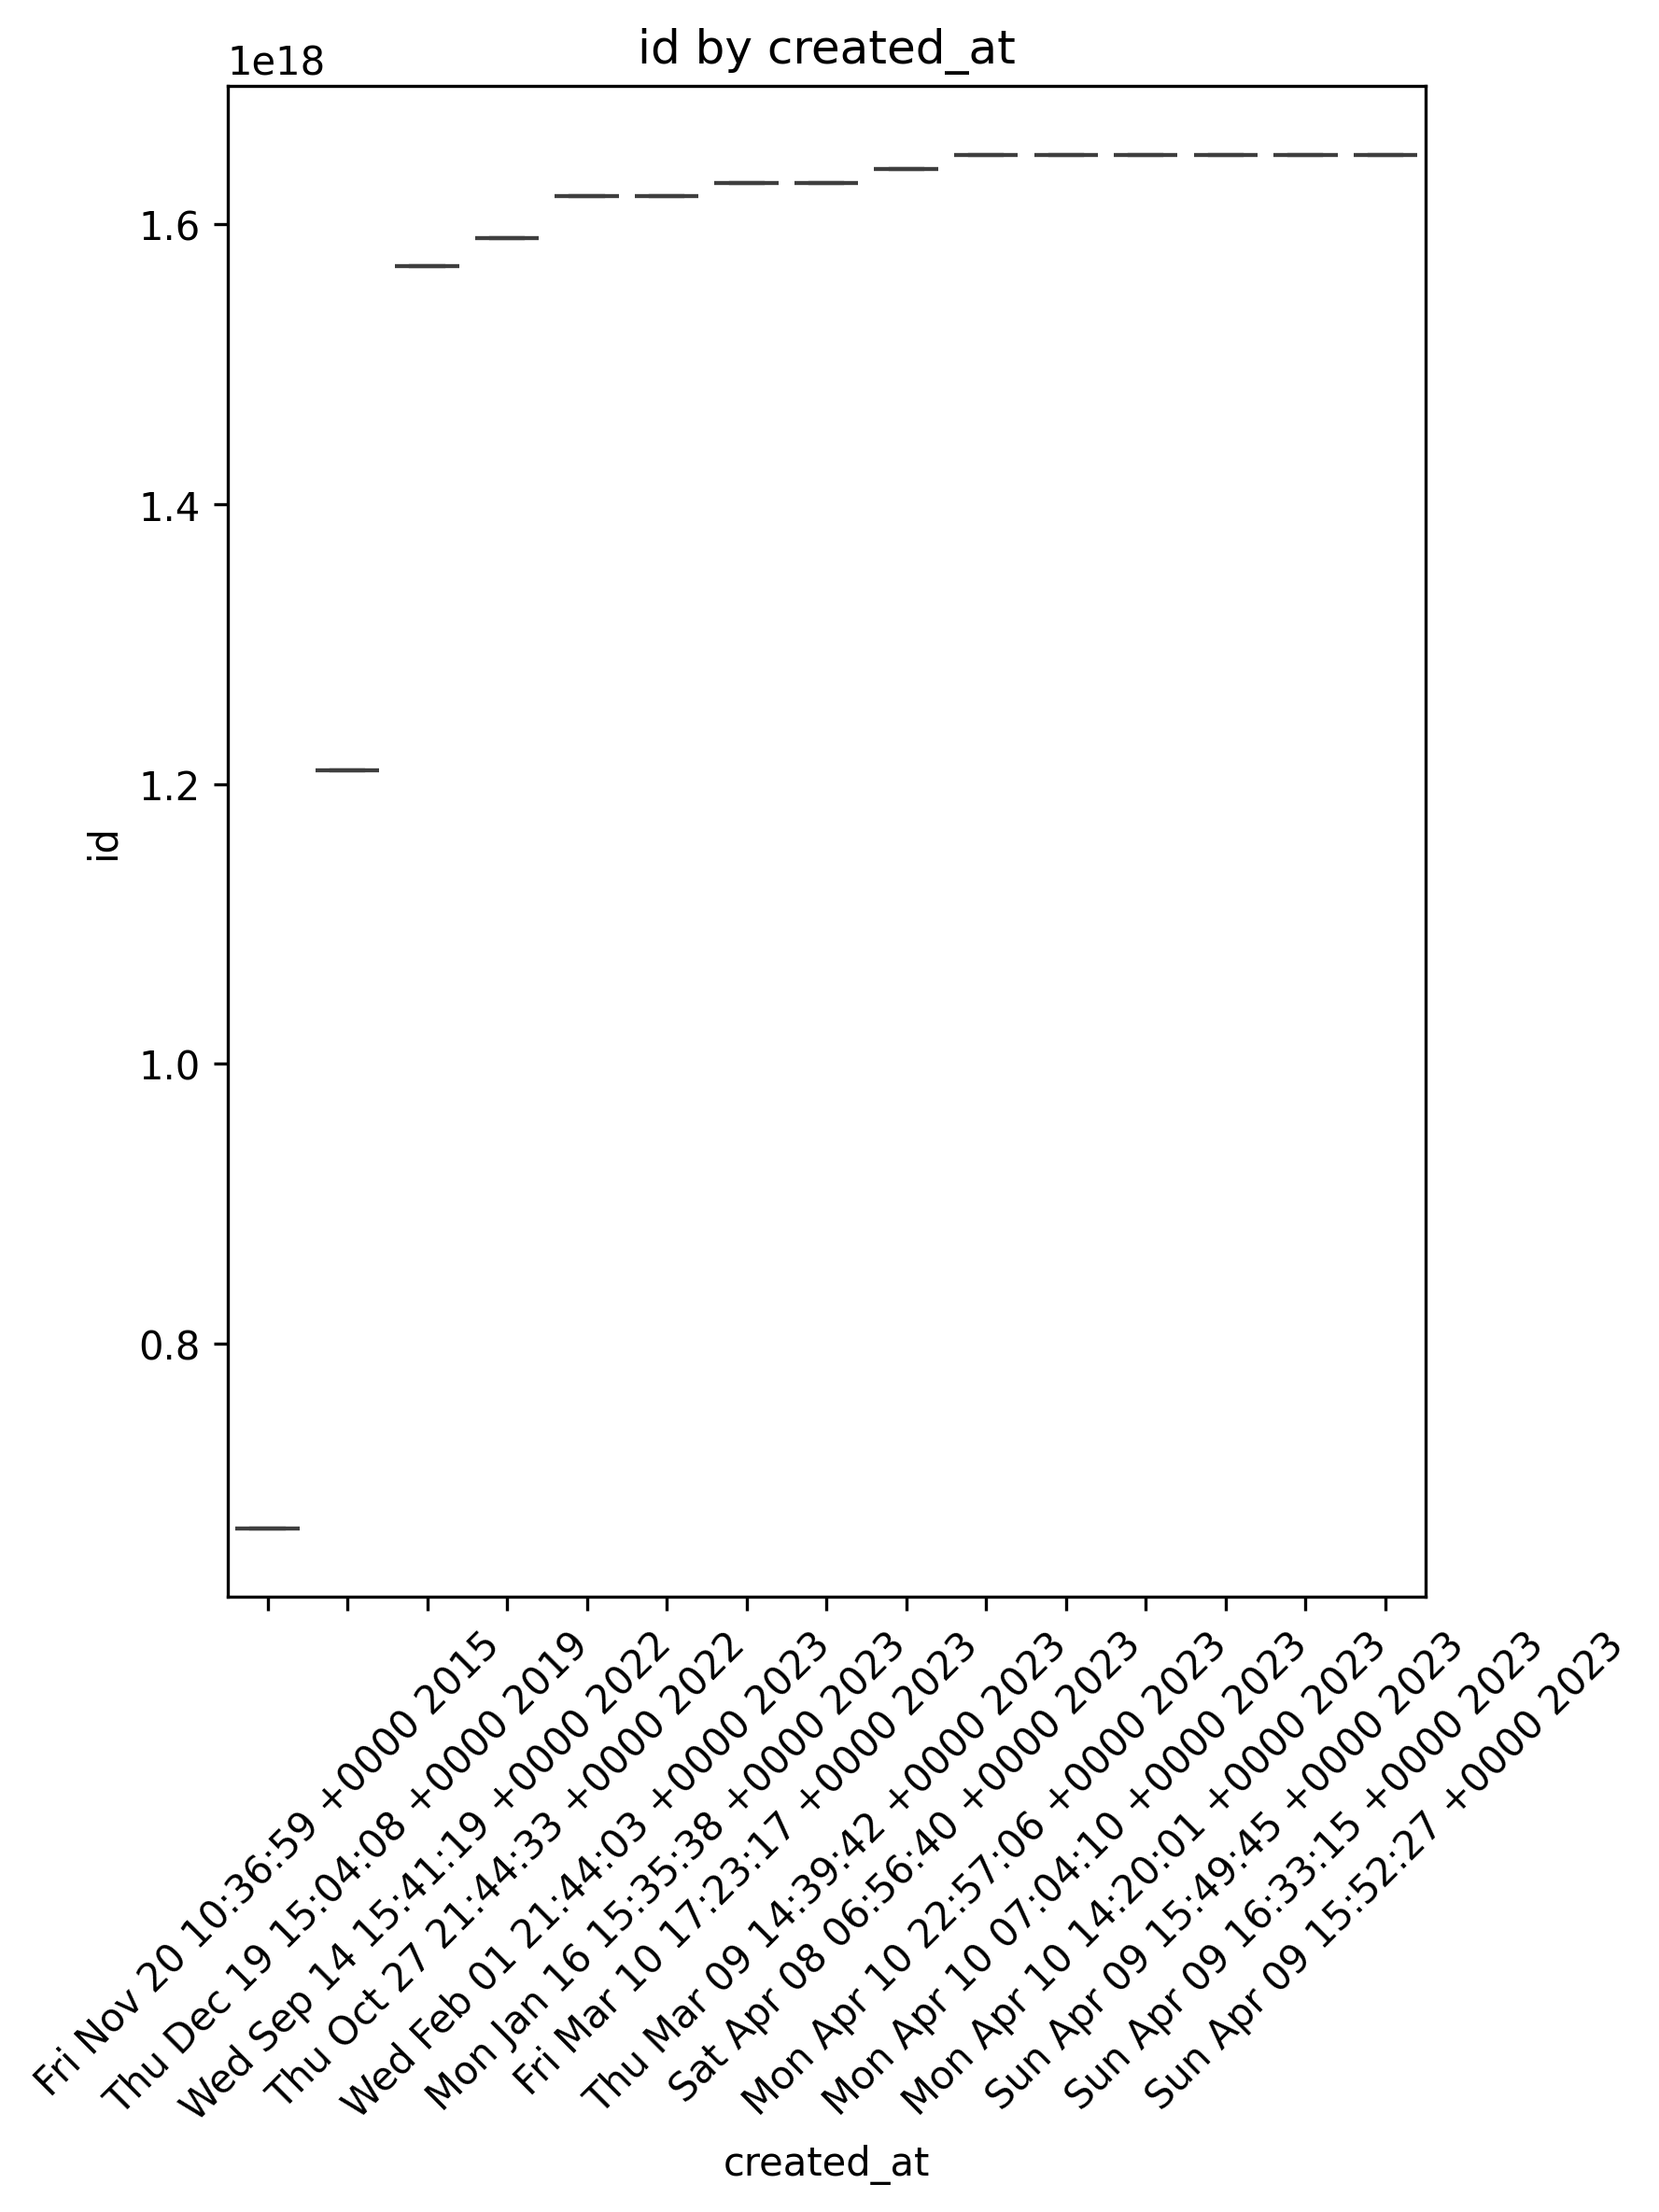 id by created_at
1e18
1.6
1.4
1.2
1.0
0.8
id
Fri Nov 20 10:36:59 +0000 2015
Thu Dec 19 15:04:08 +0000 2019
Wed Sep 14 15:41:19 +0000 2022
Thu Oct 27 21:44:33 +0000 2022
Wed Feb 01 21:44:03 +0000 2023
Mon Jan 16 15:35:38 +0000 2023
Fri Mar 10 17:23:17 +0000 2023
Thu Mar 09 14:39:42 +0000 2023
Sat Apr 08 06:56:40 +0000 2023
Mon Apr 10 22:57:06 +0000 2023
Mon Apr 10 07:04:10 +0000 2023
Mon Apr 10 14:20:01 +0000 2023
Sun Apr 09 15:49:45 +0000 2023
Sun Apr 09 16:33:15 +0000 2023
Sun Apr 09 15:52:27 +0000 2023
created_at